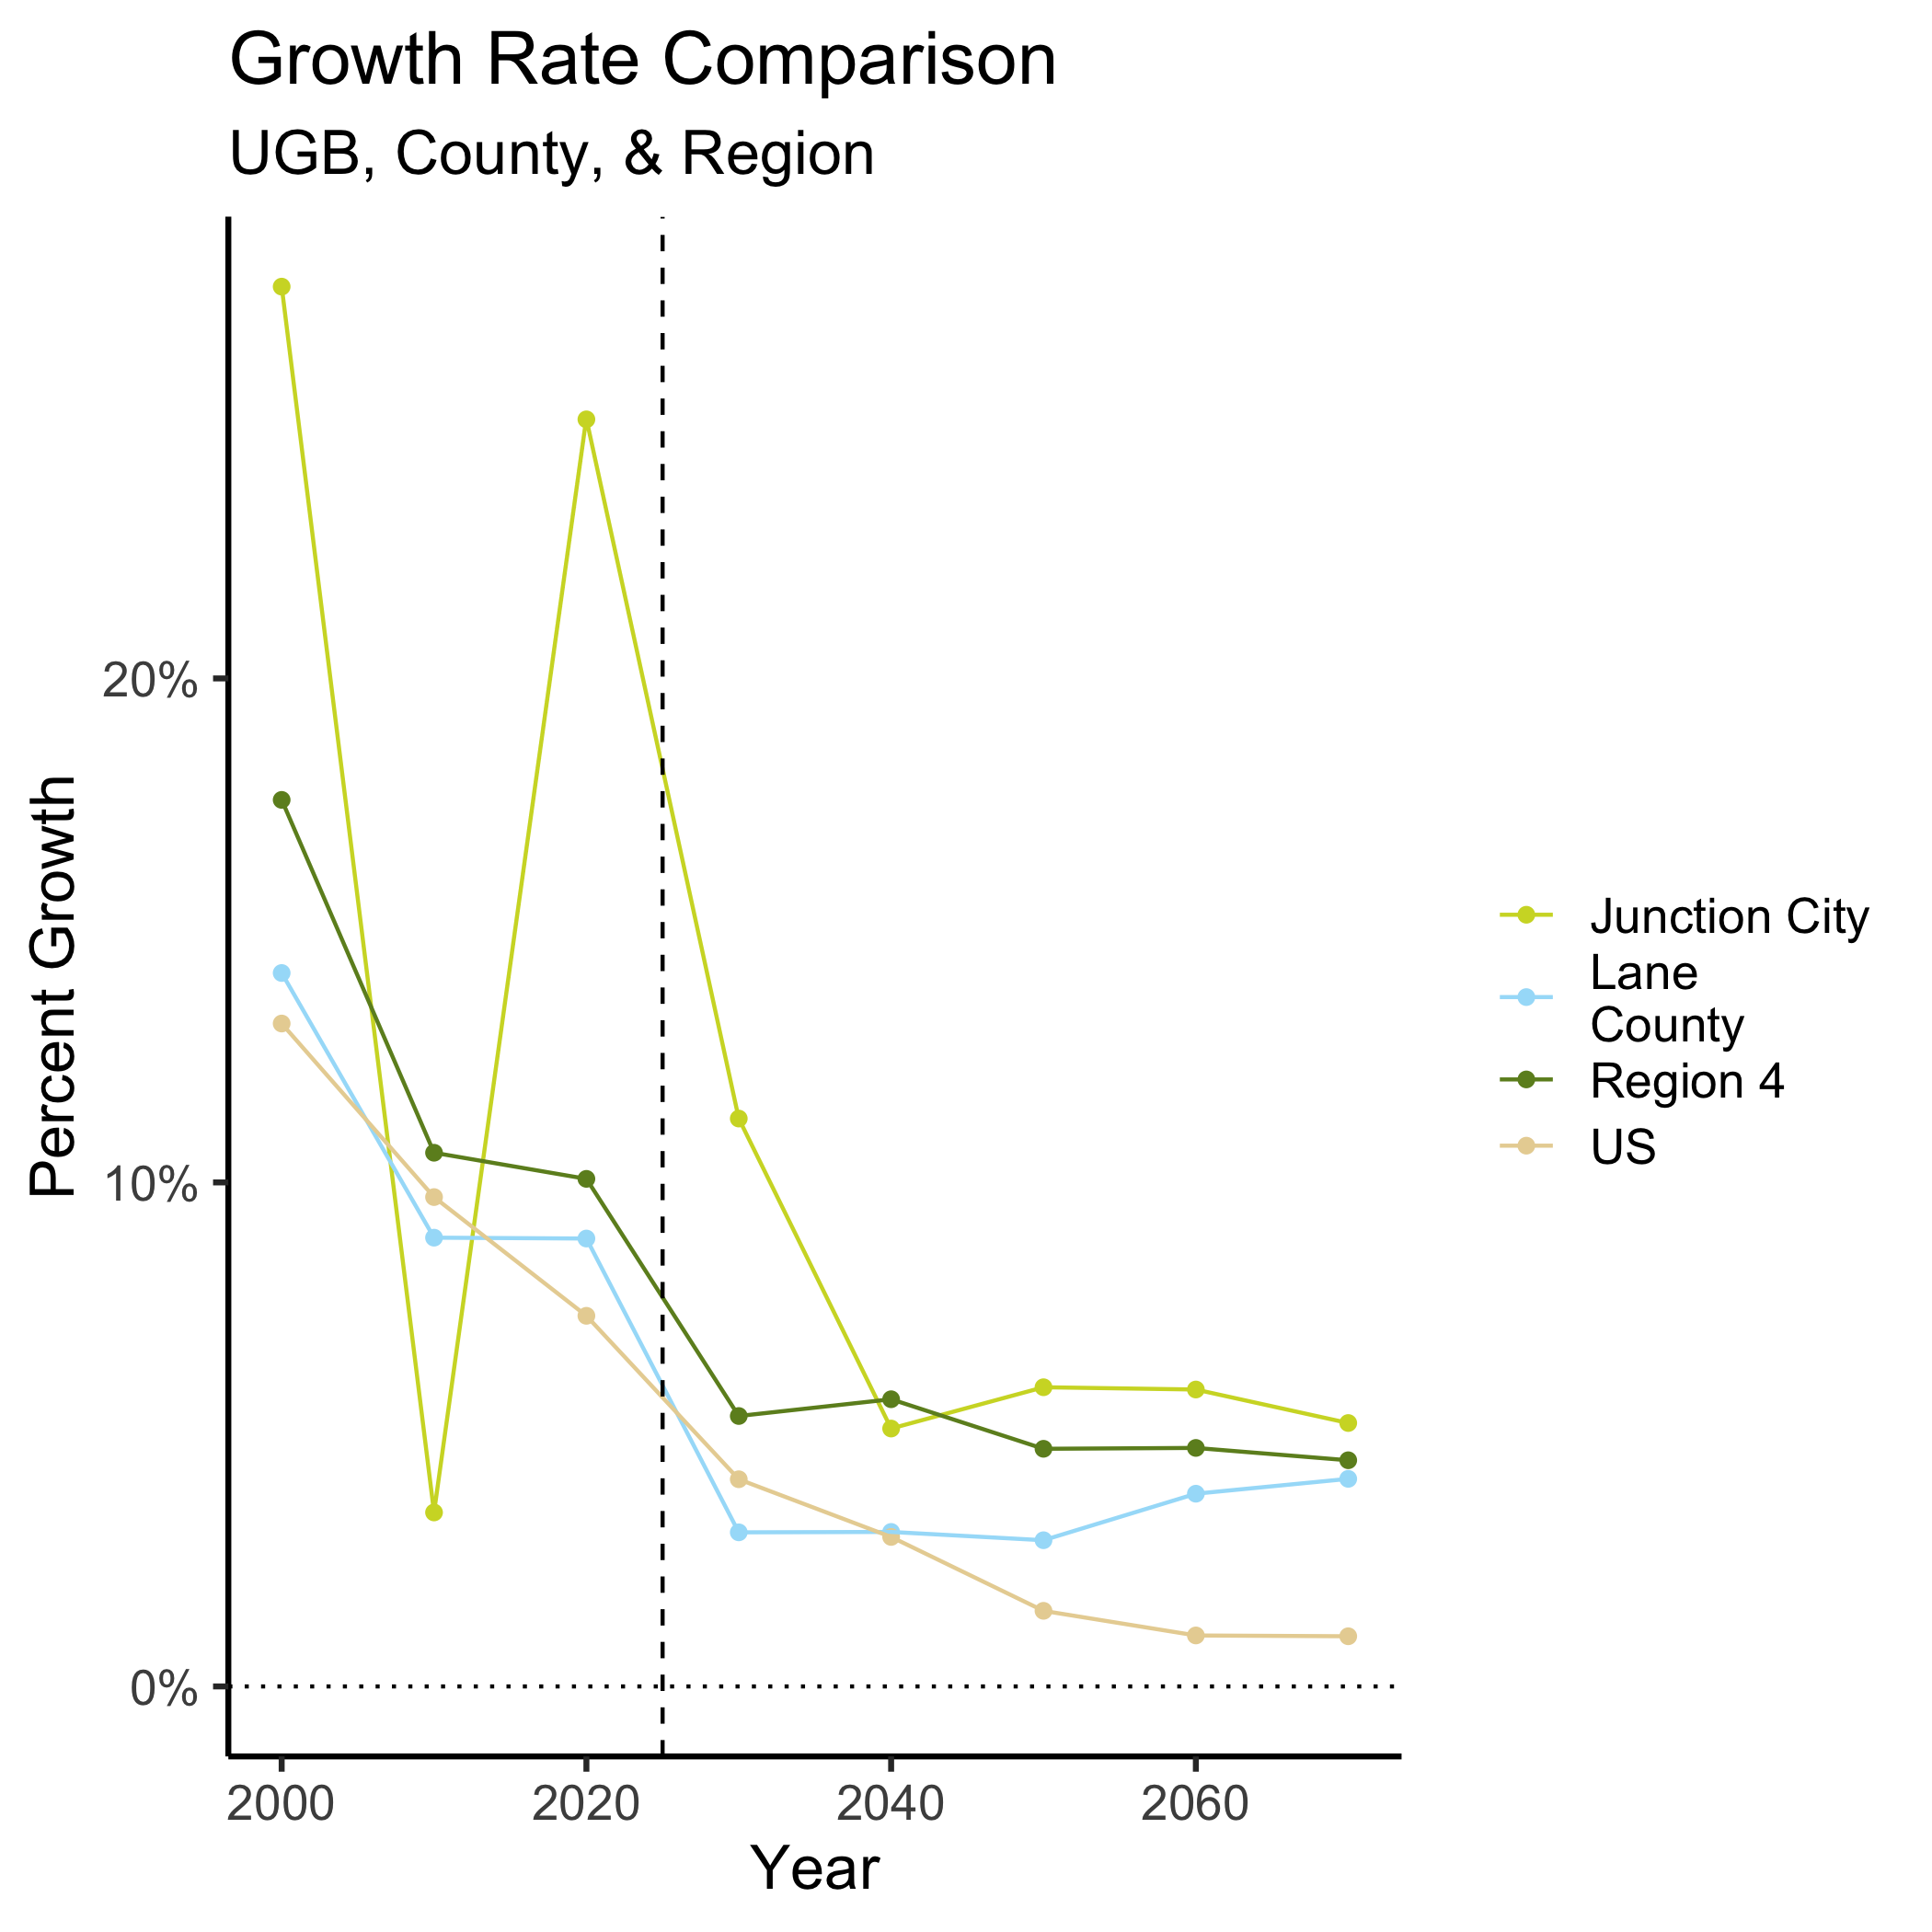 Growth Rate Comparison
UGB, County, & Region
Percent Growth
20%
10%
0%
2000
2020
2040
2060
Year
Junction City
Lane
County
Region 4
US